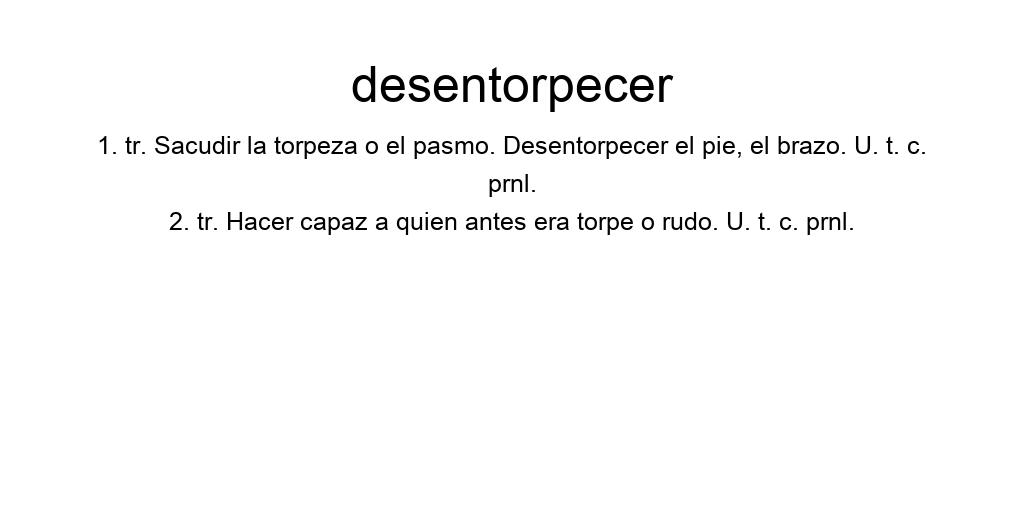 desentorpecer
1. tr. Sacudir la torpeza o el pasmo. Desentorpecer el pie, el brazo. U. t. c.
prnl.
2. tr. Hacer capaz a quien antes era torpe o rudo. U. t. c. prnl.